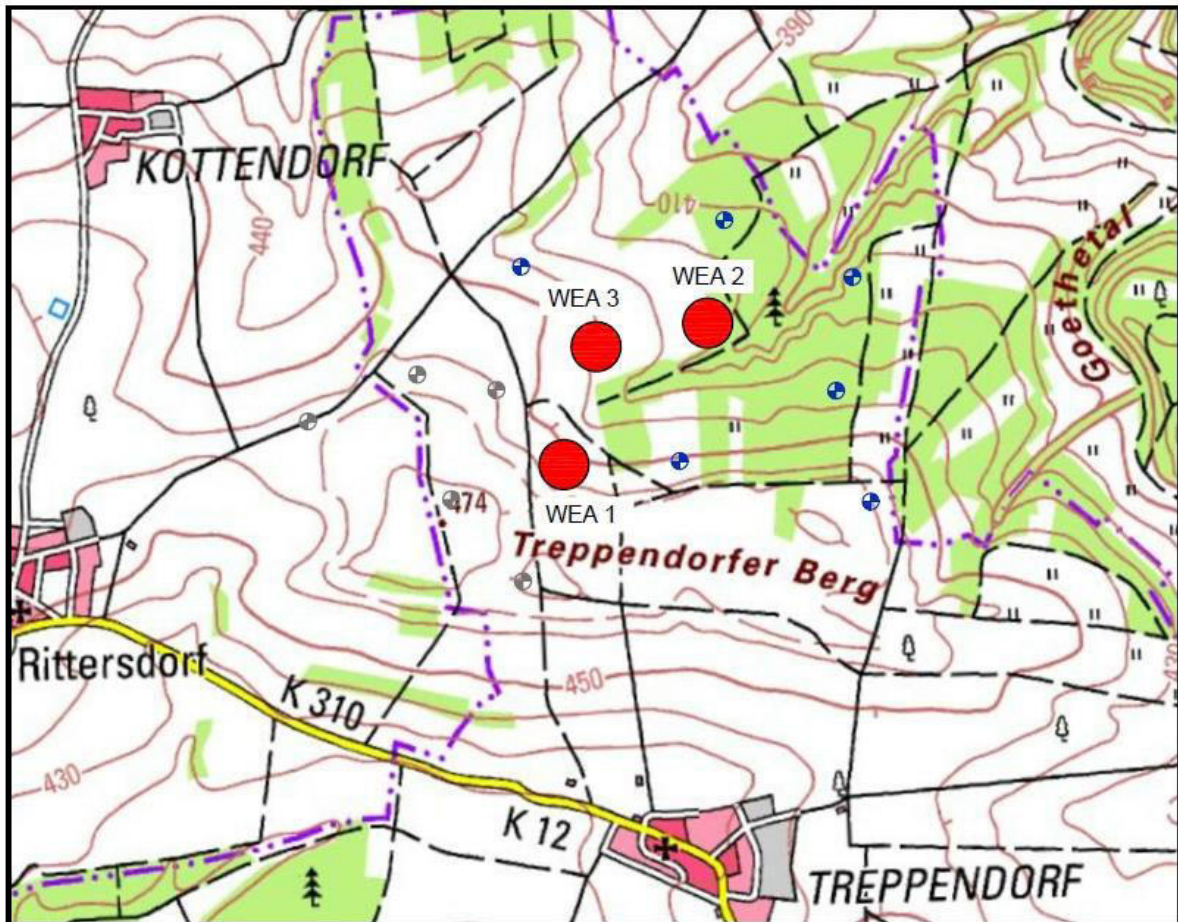 390
KOTTENDORF
440
410
WEA 2
WEA 3
Goethetal
474
WEA 1
Treppendorfer Berg
Rittersdorf
450
K 310
430
430
K 12
TREPPENDORF